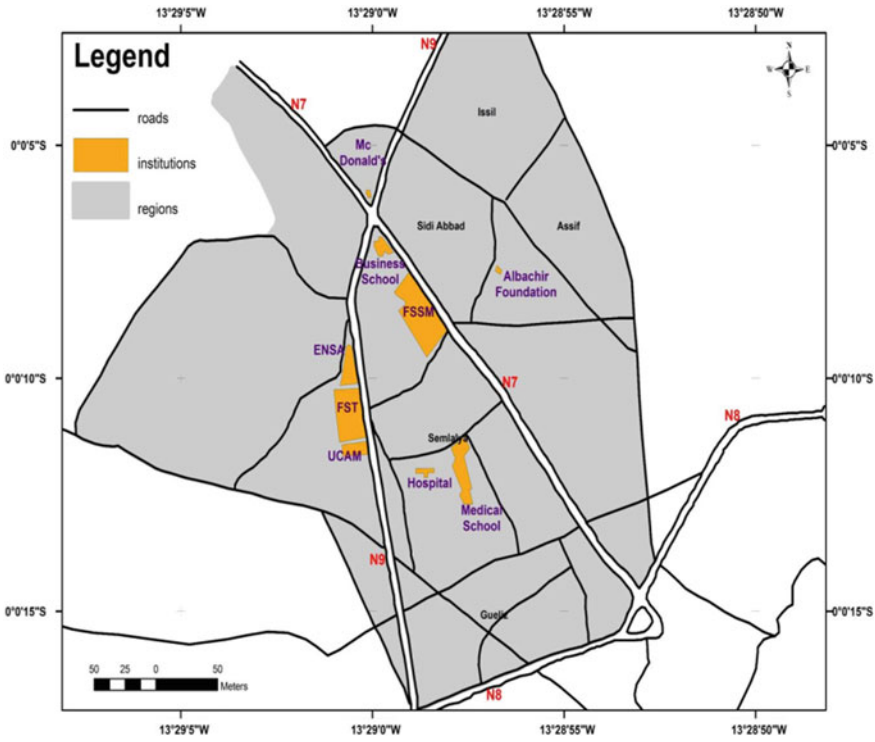 13°29'5"W 13°29'0"W 13°28'55"W 13°28'50"W
Legend
roads
institutions
regions
N9
N
W E
S
N7
Issil
0°0'5"S 0°0'5"S
Mc
Donald's
Sidi Abbad
Assif
Business
School
Albachir
Foundation
FSSM
ENSA
0°0'10"S 0°0'10"S
N7
FST
N8
Semlalya
UCAM
Hospital
Medical
School
N9
0°0'15"S 0°0'15"S
Gueliz
50 25 0 50
Meters
N8
13°29'5"W 13°29'0"W 13°28'55"W 13°28'50"W